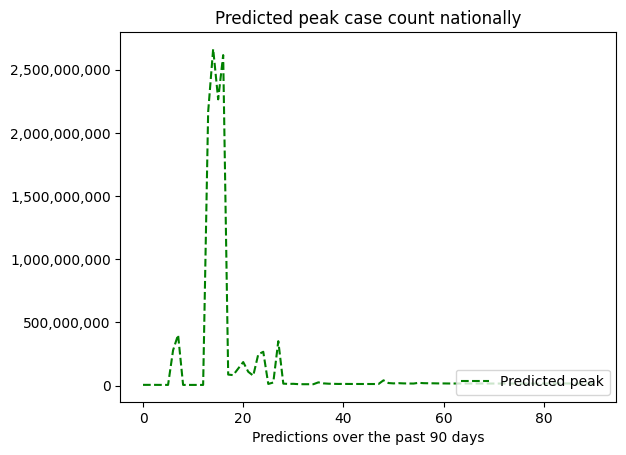 Predicted peak case count nationally
2,500,000,000
2,000,000,000
1,500,000,000
1,000,000,000
500,000,000
0
Predicted peak
0 20 40 60 80
Predictions over the past 90 days